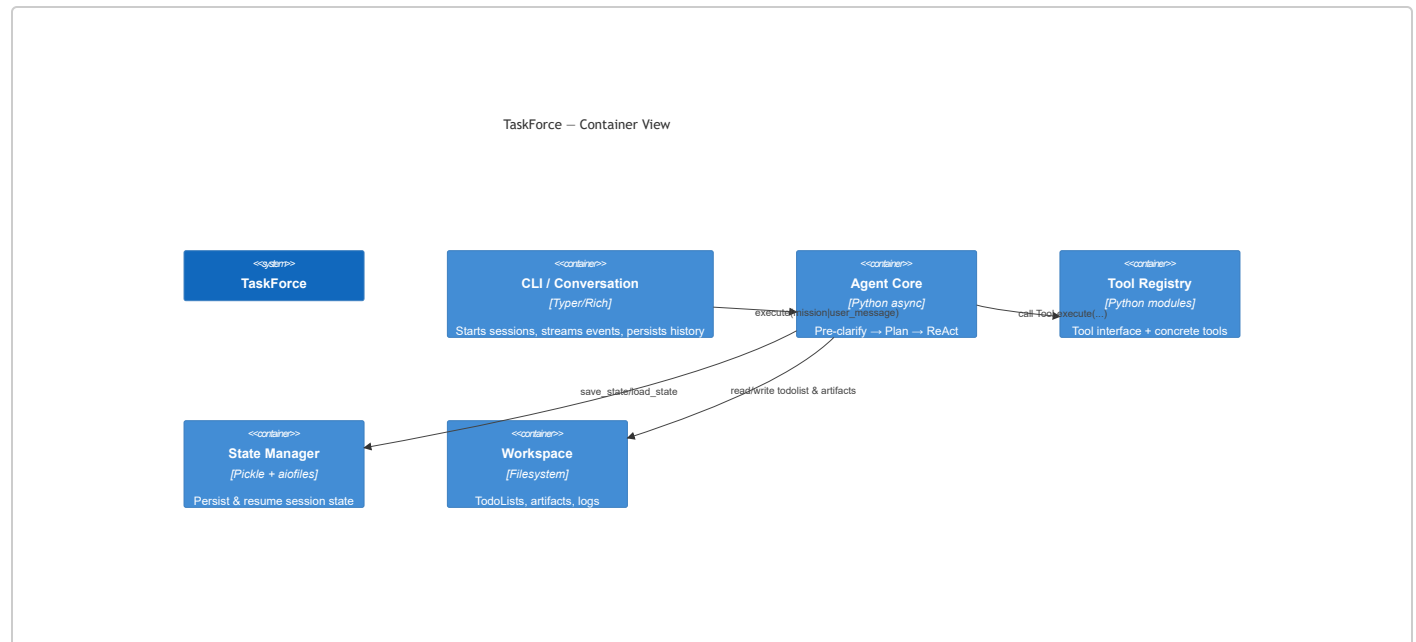 TaskForce – Container View
<<system>>
TaskForce
<<container>>
CLI / Conversation
[Typer/Rich]
Starts sessions, streams events, persists history
execute(mission|user_message)
<<container>>
Agent Core
[Python async]
Pre-clarify → Plan → ReAct
call Tool.execute(...)
<<container>>
Tool Registry
[Python modules]
Tool interface + concrete tools
save_state/load_state
read/write todolist & artifacts
<<container>>
State Manager
[Pickle + aiofiles]
Persist & resume session state
<<container>>
Workspace
[Filesystem]
TodoLists, artifacts, logs